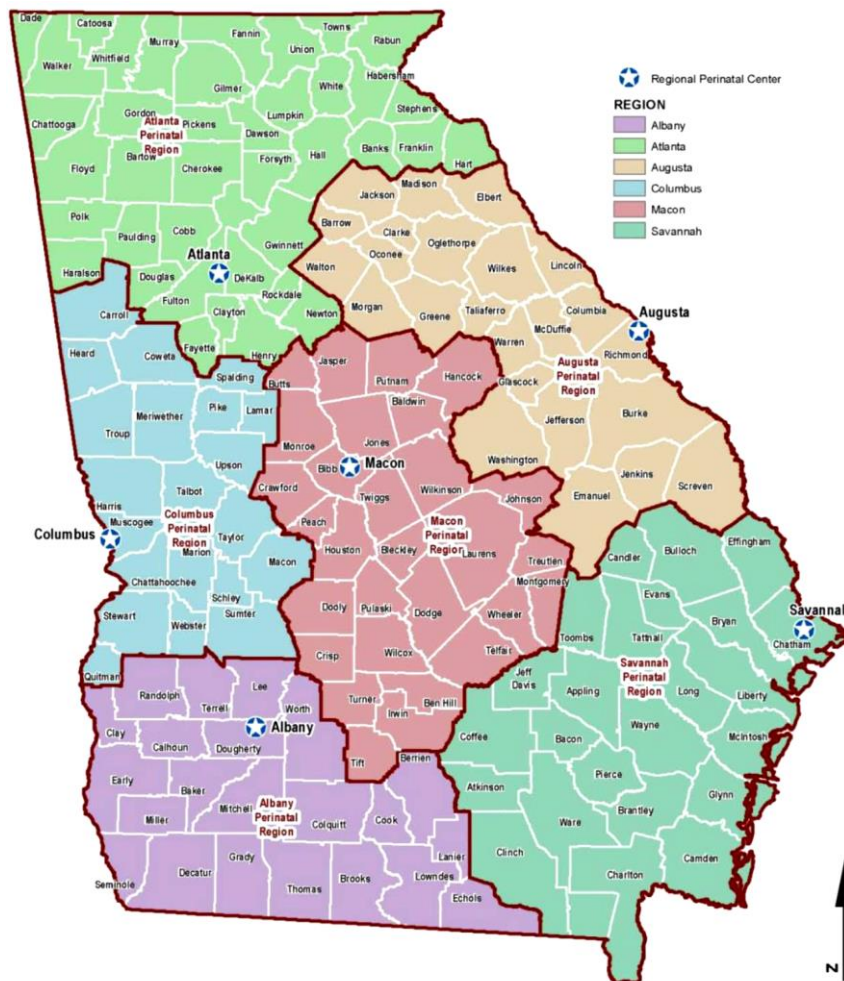 Dade
Catoosa
Fannin
Towns
Rabun
Murray
Union
Whitfield
Walker
Habersham
Gilmer
White
Stephens
Lumpkin
Chattooga
Gordon
Pickens
Dawson
Atlanta
Perinatal
Region
Banks
Franklin
Hart
Bartow
Forsyth
Hall
Floyd
Cherokee
Polk
Cobb
Paulding
Gwinnett
Atlanta
Haralson
Douglas
DeKalb
Fulton
Rockdale
Clayton
Newton
Fayette
Henry
Regional Perinatal Center
REGION
Albany
Atlanta
Augusta
Columbus
Macon
Savannah
Jackson
Madison
Elbert
Barrow
Clarke
Oglethorpe
Oconee
Walton
Wilkes
Lincoln
Morgan
Greene
Taliaferro
Columbia
Augusta
McDuffie
Warren
Richmond
Augusta
Perinatal
Region
Glascock
Jefferson
Burke
Washington
Jenkins
Screven
Emanuel
Carroll
Heard
Coweta
Spalding
Meriwether
Pike
Lamar
Troup
Upson
Talbot
Harris
Columbus
Perinatal
Region
Muscogee
Columbus
Taylor
Marion
Macon
Chattahoochee
Schley
Stewart
Webster
Sumter
Quitman
Butts
Jasper
Putnam
Hancock
Baldwin
Monroe
Jones
Bibb
Macon
Crawford
Twiggs
Wilkinson
Johnson
Peach
Macon
Perinatal
Region
Houston
Bleckley
Laurens
Treutlen
Montgomery
Dooly
Pulaski
Dodge
Wheeler
Wilcox
Telfair
Crisp
Turner
Ben Hill
Irwin
Tift
Candler
Bulloch
Effingham
Evans
Savannah
Bryan
Chatham
Toombs
Tattnall
Savannah
Perinatal
Region
Jeff
Davis
Appling
Long
Liberty
Wayne
McIntosh
Coffee
Bacon
Pierce
Atkinson
Glynn
Brantley
Ware
Clinch
Camden
Charlton
Randolph
Lee
Terrell
Worth
Clay
Albany
Calhoun
Dougherty
Berrien
Early
Baker
Mitchell
Albany
Perinatal
Region
Miller
Colquitt
Cook
Grady
Lanier
Seminole
Decatur
Thomas
Brooks
Lowndes
Echols
N